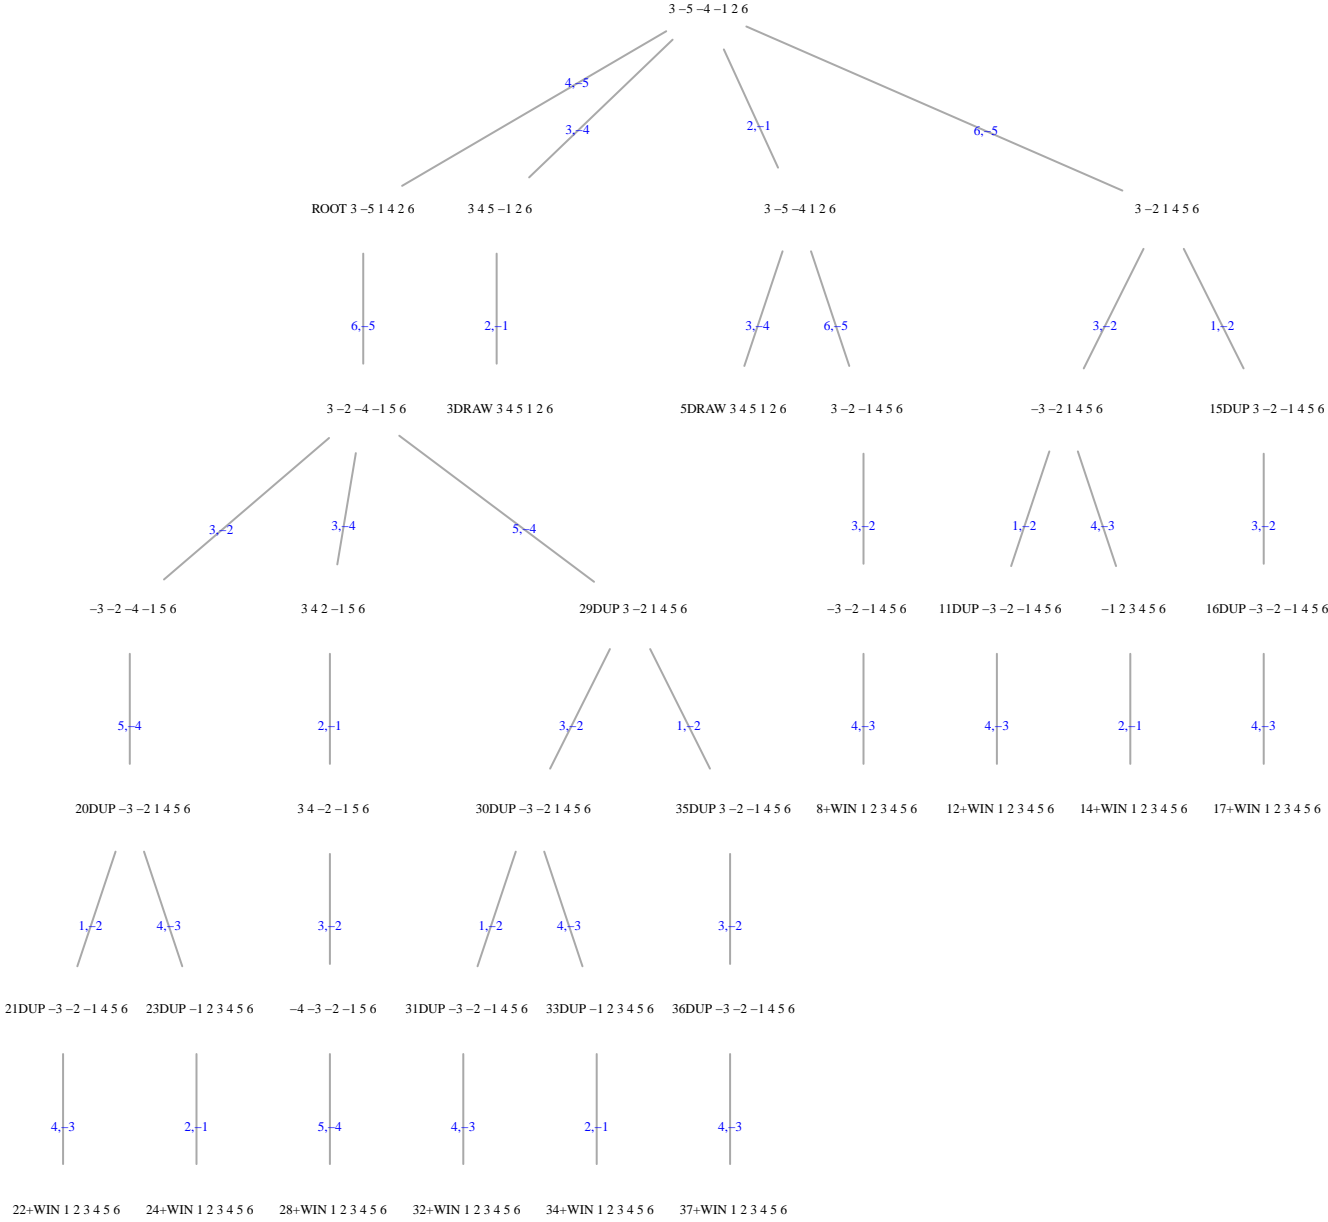 3 −5 −4 −1 2 6
4,−5
3,−4
2,−1
6,−5
ROOT 3 −5 1 4 2 6
3 4 5 −1 2 6
3 −5 −4 1 2 6
3 −2 1 4 5 6
6,−5
2,−1
3,−4
6,−5
3,−2
1,−2
3 −2 −4 −1 5 6
3DRAW 3 4 5 1 2 6
5DRAW 3 4 5 1 2 6
3 −2 −1 4 5 6
−3 −2 1 4 5 6
15DUP 3 −2 −1 4 5 6
3,−2
3,−4
5,−4
3,−2
1,−2
4,−3
3,−2
−3 −2 −4 −1 5 6
3 4 2 −1 5 6
29DUP 3 −2 1 4 5 6
−3 −2 −1 4 5 6
11DUP −3 −2 −1 4 5 6
−1 2 3 4 5 6
16DUP −3 −2 −1 4 5 6
5,−4
2,−1
3,−2
1,−2
4,−3
4,−3
2,−1
4,−3
20DUP −3 −2 1 4 5 6
3 4 −2 −1 5 6
30DUP −3 −2 1 4 5 6
35DUP 3 −2 −1 4 5 6
8+WIN 1 2 3 4 5 6
12+WIN 1 2 3 4 5 6
14+WIN 1 2 3 4 5 6
17+WIN 1 2 3 4 5 6
1,−2
4,−3
3,−2
1,−2
4,−3
3,−2
21DUP −3 −2 −1 4 5 6
23DUP −1 2 3 4 5 6
−4 −3 −2 −1 5 6
31DUP −3 −2 −1 4 5 6
33DUP −1 2 3 4 5 6
36DUP −3 −2 −1 4 5 6
4,−3
2,−1
5,−4
4,−3
2,−1
4,−3
22+WIN 1 2 3 4 5 6
24+WIN 1 2 3 4 5 6
28+WIN 1 2 3 4 5 6
32+WIN 1 2 3 4 5 6
34+WIN 1 2 3 4 5 6
37+WIN 1 2 3 4 5 6